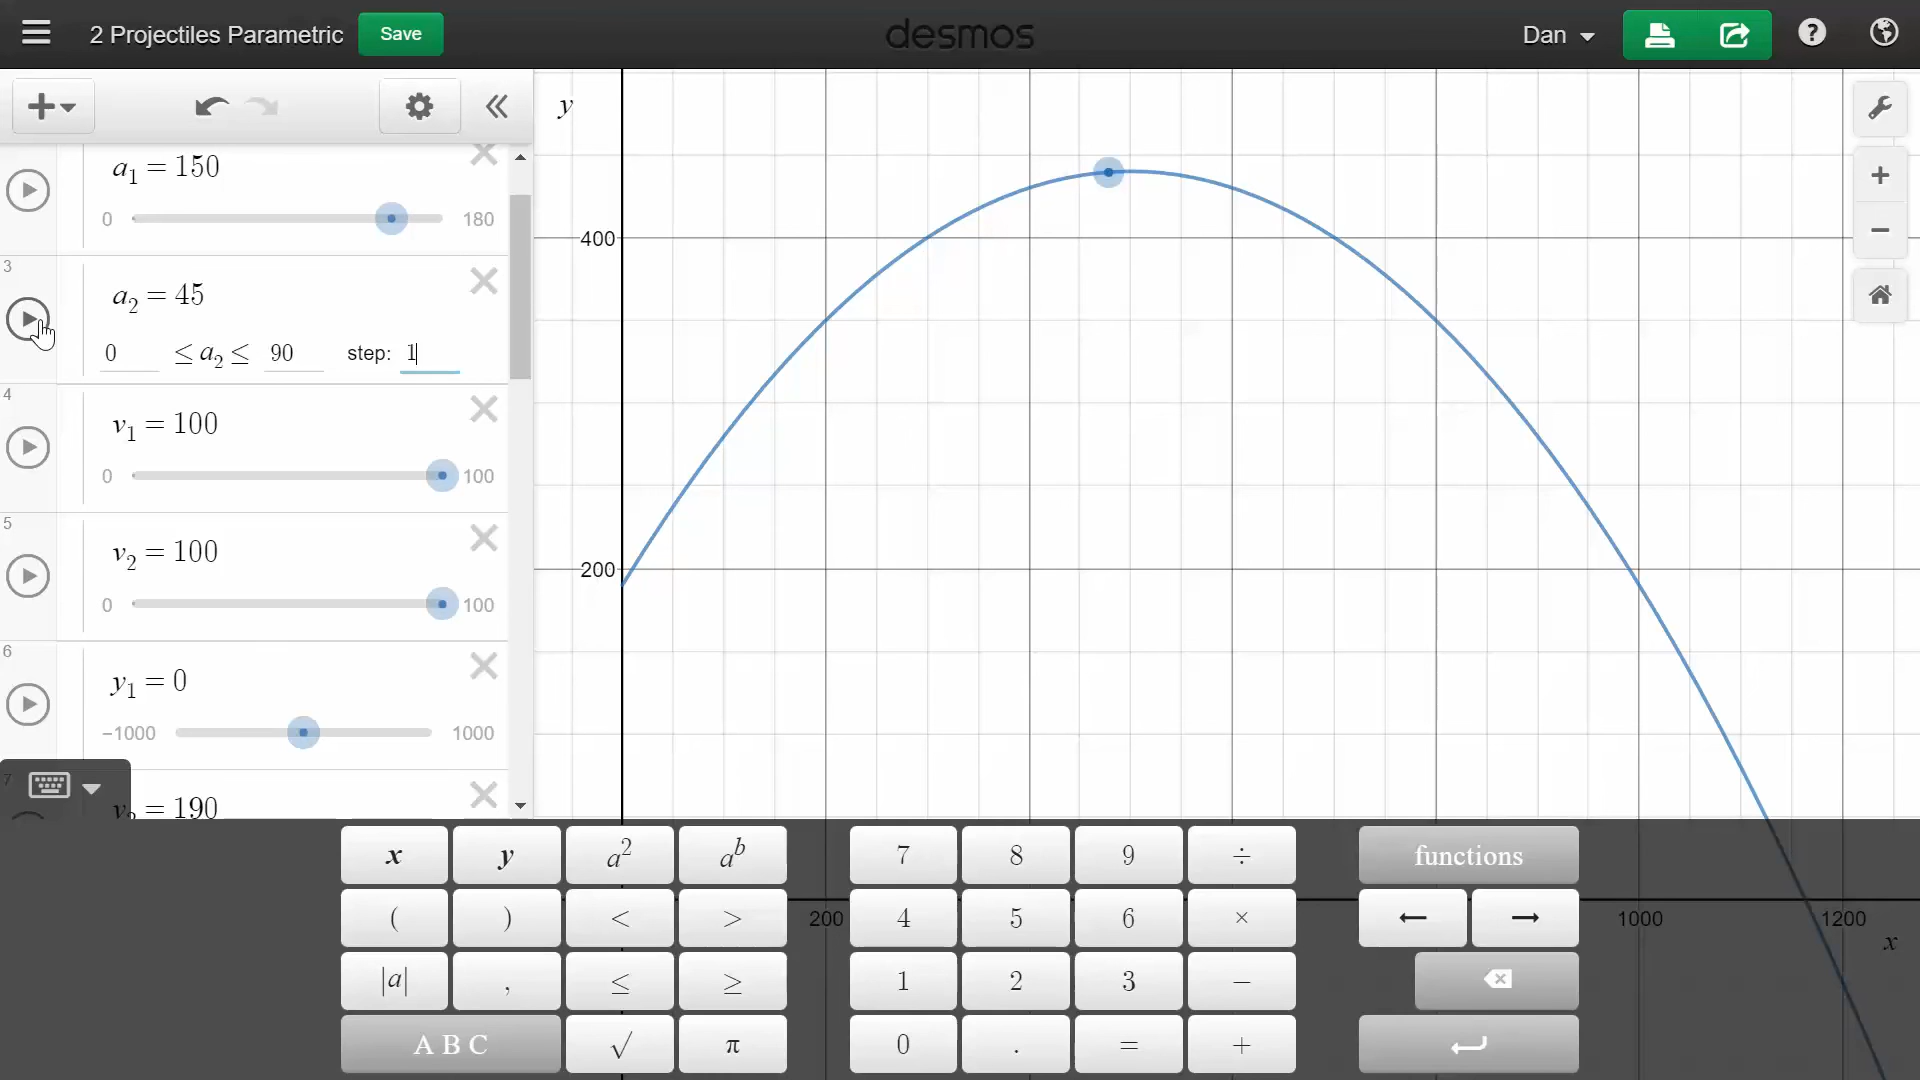 2 Projectiles Parametric Save desmos Dan ?
a₁ = 150
0 180
3
a₂ = 45
0 ≤ a₂ ≤ 90 step: 1
4
v₁ = 100
0 100
5
v₂ = 100
0 100
6
y₁ = 0
−1000 1000
7
= 190
y
400
200
200 1000 1200
x
x y a² aᵇ 7 8 9 ÷ functions
( ) < > 4 5 6 × ← →
|a| , ≤ ≥ 1 2 3 −
A B C √ π 0 . = +